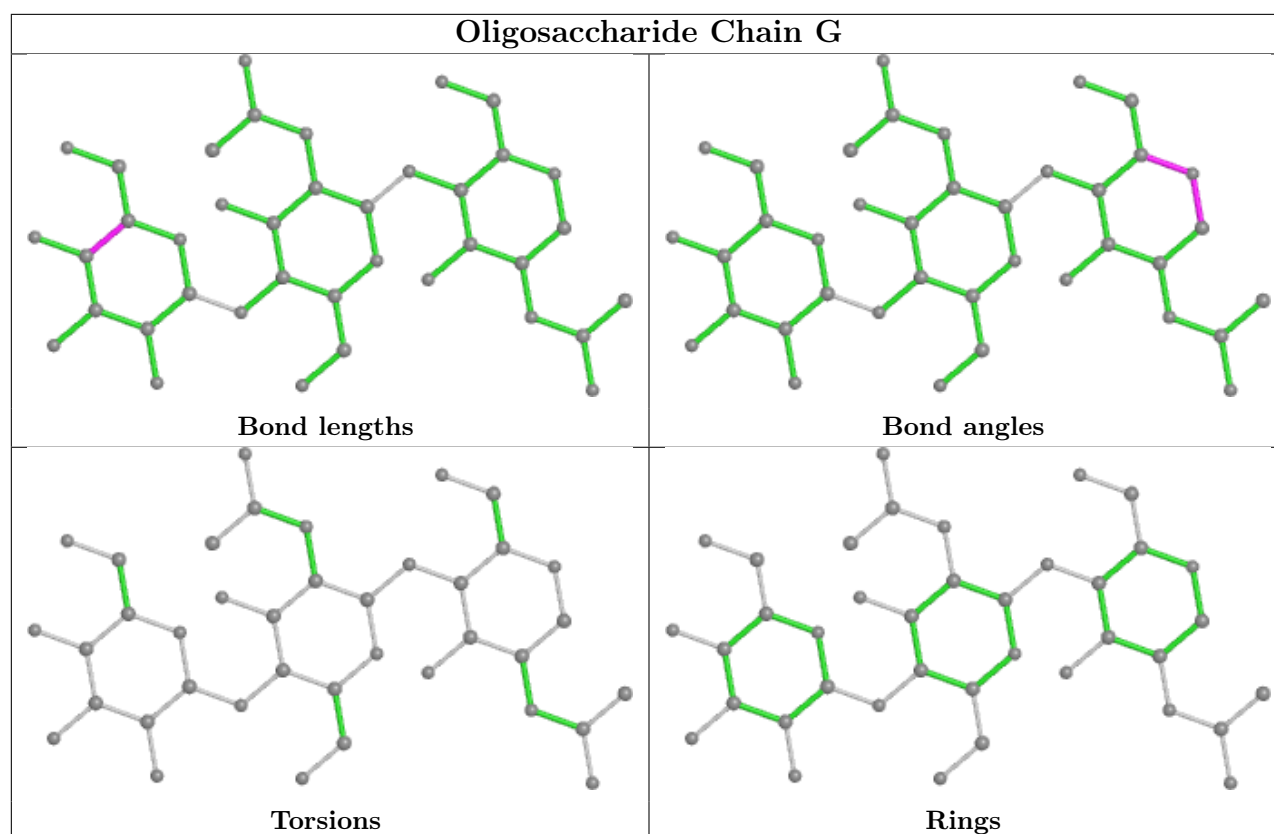 Oligosaccharide Chain G
Bond lengths
Bond angles
Torsions
Rings